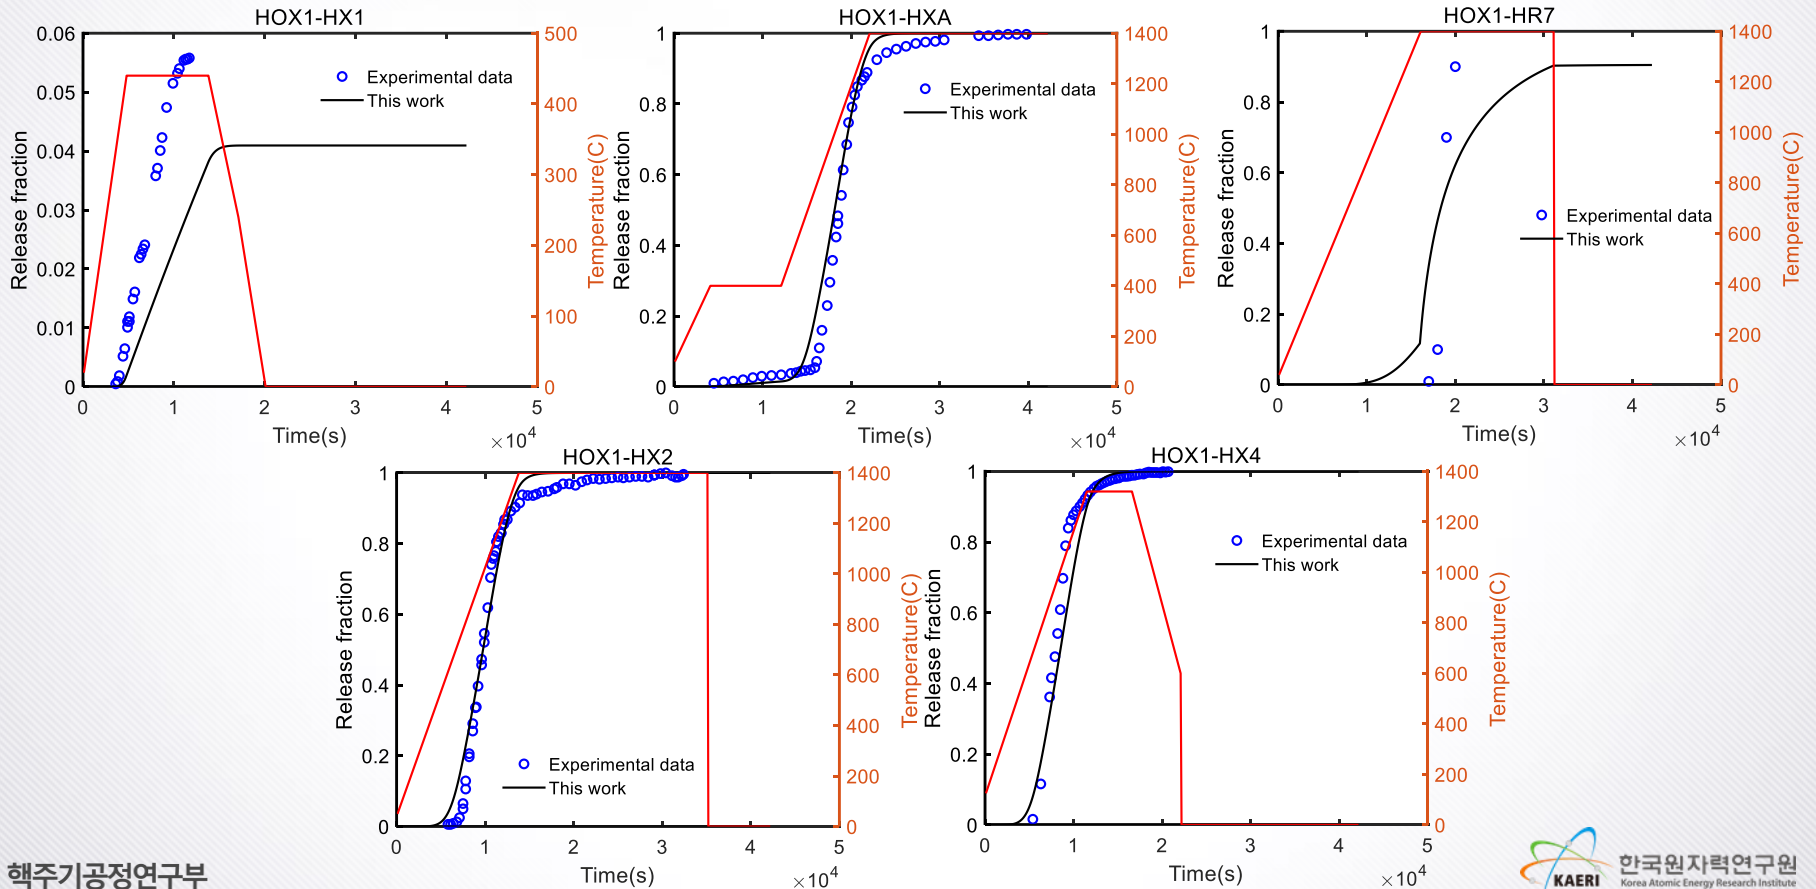 HOX1-HX1
0.06
0.05
0.04
0.03
0.02
0.01
0
Release fraction
500
400
300
200
100
0
Temperature(C)
Experimental data
This work
0 1 2 3 4 5
Time(s)
×10⁴
HOX1-HXA
1
0.8
0.6
0.4
0.2
0
Release fraction
1400
1200
1000
800
600
400
200
0
Temperature(C)
Experimental data
This work
0 1 2 3 4 5
Time(s)
×10⁴
HOX1-HR7
1
0.8
0.6
0.4
0.2
0
Release fraction
1400
1200
1000
800
600
400
200
0
Temperature(C)
Experimental data
This work
0 1 2 3 4 5
Time(s)
×10⁴
HOX1-HX2
1
0.8
0.6
0.4
0.2
0
Release fraction
1400
1200
1000
800
600
400
200
0
Temperature(C)
Experimental data
This work
0 1 2 3 4 5
Time(s)
×10⁴
HOX1-HX4
1
0.8
0.6
0.4
0.2
0
Release fraction
1400
1200
1000
800
600
400
200
0
Temperature(C)
Experimental data
This work
0 1 2 3 4 5
Time(s)
×10⁴
핵주기공정연구부
KAERI
한국원자력연구원
Korea Atomic Energy Research Institute